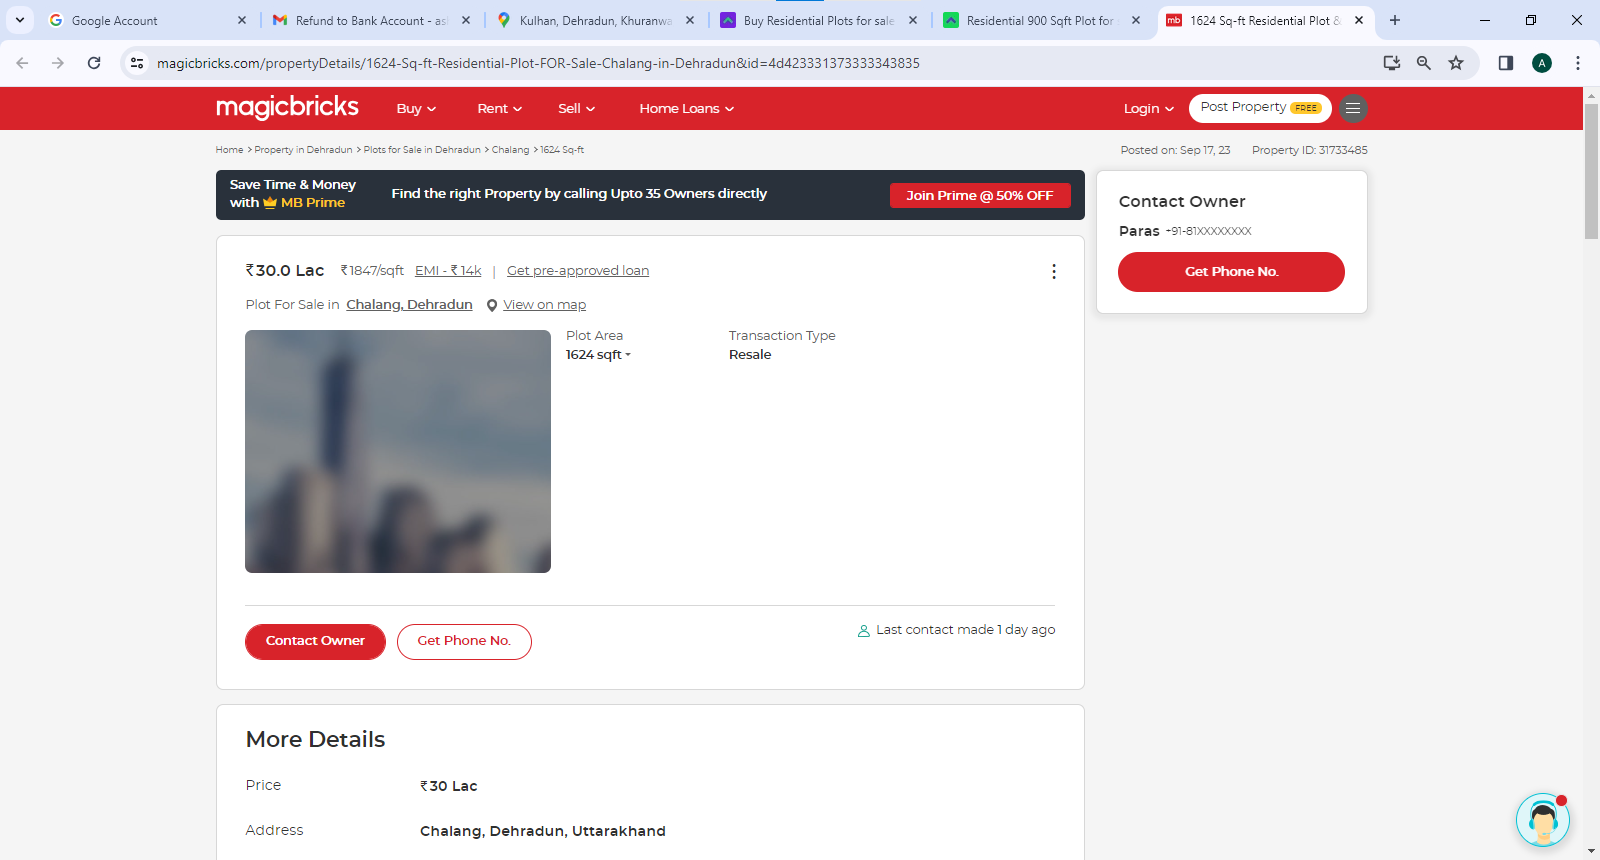 Google Account
Refund to Bank Account - as
Kulhan, Dehradun, Khuranwa
Buy Residential Plots for sale
Residential 900 Sqft Plot for
1624 Sq-ft Residential Plot &
magicbricks.com/propertyDetails/1624-Sq-ft-Residential-Plot-FOR-Sale-Chalang-in-Dehradun&id=4d423331373333343835
A
magicbricks
Buy
Rent
Sell
Home Loans
Login
Post Property FREE
Home > Property in Dehradun > Plots for Sale in Dehradun > Chalang > 1624 Sq-ft
Posted on: Sep 17, 23 Property ID: 31733485
Save Time & Money
with MB Prime
Find the right Property by calling Upto 35 Owners directly
Join Prime @ 50% OFF
Contact Owner
Paras +91-81XXXXXXXX
Get Phone No.
₹30.0 Lac ₹1847/sqft EMI - ₹14k | Get pre-approved loan
Plot For Sale in Chalang, Dehradun View on map
Plot Area
1624 sqft
Transaction Type
Resale
Contact Owner
Get Phone No.
Last contact made 1 day ago
More Details
Price ₹30 Lac
Address Chalang, Dehradun, Uttarakhand